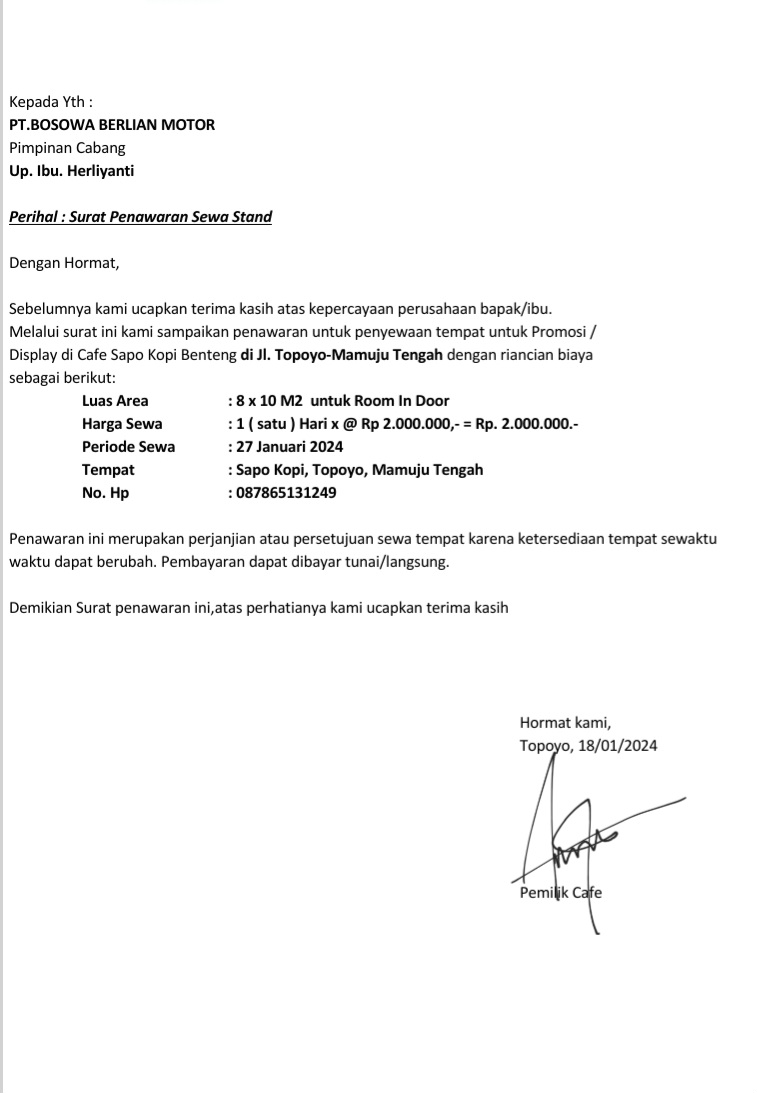 Kepada Yth :
PT.BOSOWA BERLIAN MOTOR
Pimpinan Cabang
Up. Ibu. Herliyanti
Perihal : Surat Penawaran Sewa Stand
Dengan Hormat,
Sebelumnya kami ucapkan terima kasih atas kepercayaan perusahaan bapak/ibu.
Melalui surat ini kami sampaikan penawaran untuk penyewaan tempat untuk Promosi /
Display di Cafe Sapo Kopi Benteng di Jl. Topoyo-Mamuju Tengah dengan riancian biaya
sebagai berikut:
Luas Area : 8 x 10 M2 untuk Room In Door
Harga Sewa : 1 ( satu ) Hari x @ Rp 2.000.000,- = Rp. 2.000.000.-
Periode Sewa : 27 Januari 2024
Tempat : Sapo Kopi, Topoyo, Mamuju Tengah
No. Hp : 087865131249
Penawaran ini merupakan perjanjian atau persetujuan sewa tempat karena ketersediaan tempat sewaktu
waktu dapat berubah. Pembayaran dapat dibayar tunai/langsung.
Demikian Surat penawaran ini,atas perhatianya kami ucapkan terima kasih
Hormat kami,
Topoyo, 18/01/2024
Pemilik Cafe